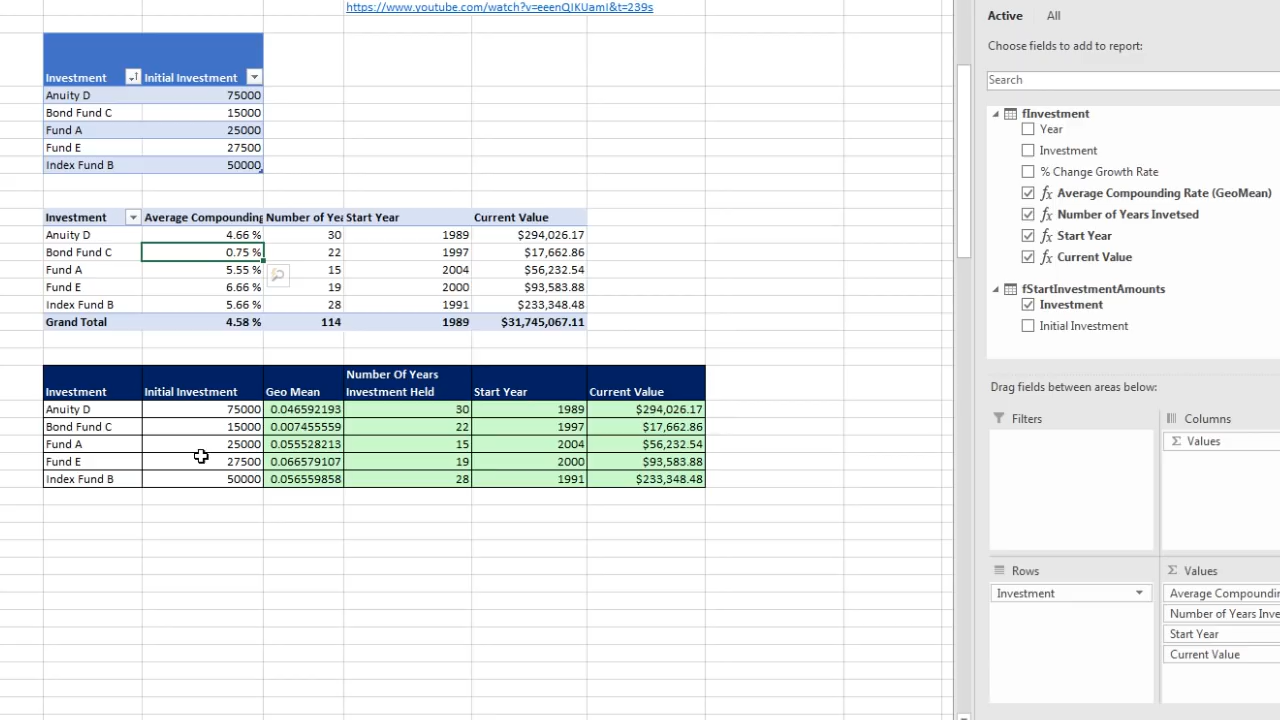 https://www.youtube.com/watch?v=eeenQIKUamI&t=239s
Investment Initial Investment
Anuity D 75000
Bond Fund C 15000
Fund A 25000
Fund E 27500
Index Fund B 50000
Investment Average Compounding Number of Yea Start Year Current Value
Anuity D 4.66 % 30 1989 $294,026.17
Bond Fund C 0.75 % 22 1997 $17,662.86
Fund A 5.55 % 15 2004 $56,232.54
Fund E 6.66 % 19 2000 $93,583.88
Index Fund B 5.66 % 28 1991 $233,348.48
Grand Total 4.58 % 114 1989 $31,745,067.11
Number Of Years
Investment Initial Investment Geo Mean Investment Held Start Year Current Value
Anuity D 75000 0.046592193 30 1989 $294,026.17
Bond Fund C 15000 0.007455559 22 1997 $17,662.86
Fund A 25000 0.055528213 15 2004 $56,232.54
Fund E 27500 0.066579107 19 2000 $93,583.88
Index Fund B 50000 0.056559858 28 1991 $233,348.48
Active All
Choose fields to add to report:
Search
fInvestment
Year
Investment
% Change Growth Rate
fx Average Compounding Rate (GeoMean)
fx Number of Years Invetsed
fx Start Year
fx Current Value
fStartInvestmentAmounts
Investment
Initial Investment
Drag fields between areas below:
Filters
Columns
Σ Values
Rows
Investment
Σ Values
Average Compoundin
Number of Years Inve
Start Year
Current Value